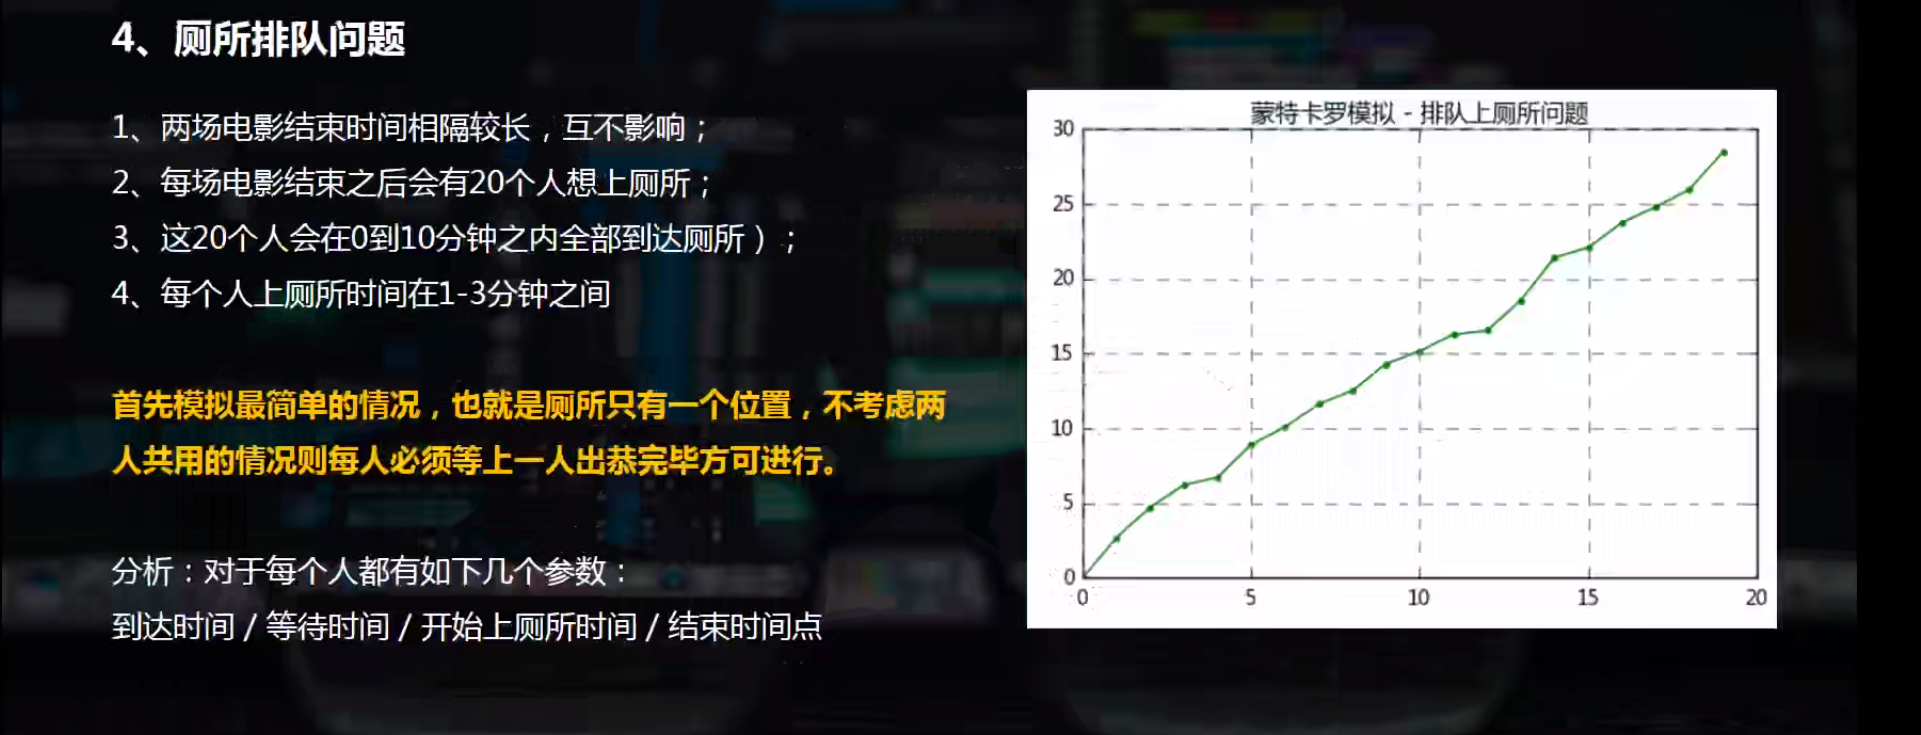 4、厕所排队问题
1、两场电影结束时间相隔较长，互不影响；
2、每场电影结束之后会有20个人想上厕所；
3、这20个人会在0到10分钟之内全部到达厕所）；
4、每个人上厕所时间在1-3分钟之间
首先模拟最简单的情况，也就是厕所只有一个位置，不考虑两
人共用的情况则每人必须等上一人出恭完毕方可进行。
分析：对于每个人都有如下几个参数：
到达时间 / 等待时间 / 开始上厕所时间 / 结束时间点
蒙特卡罗模拟 - 排队上厕所问题
30
25
20
15
10
5
0
0 5 10 15 20